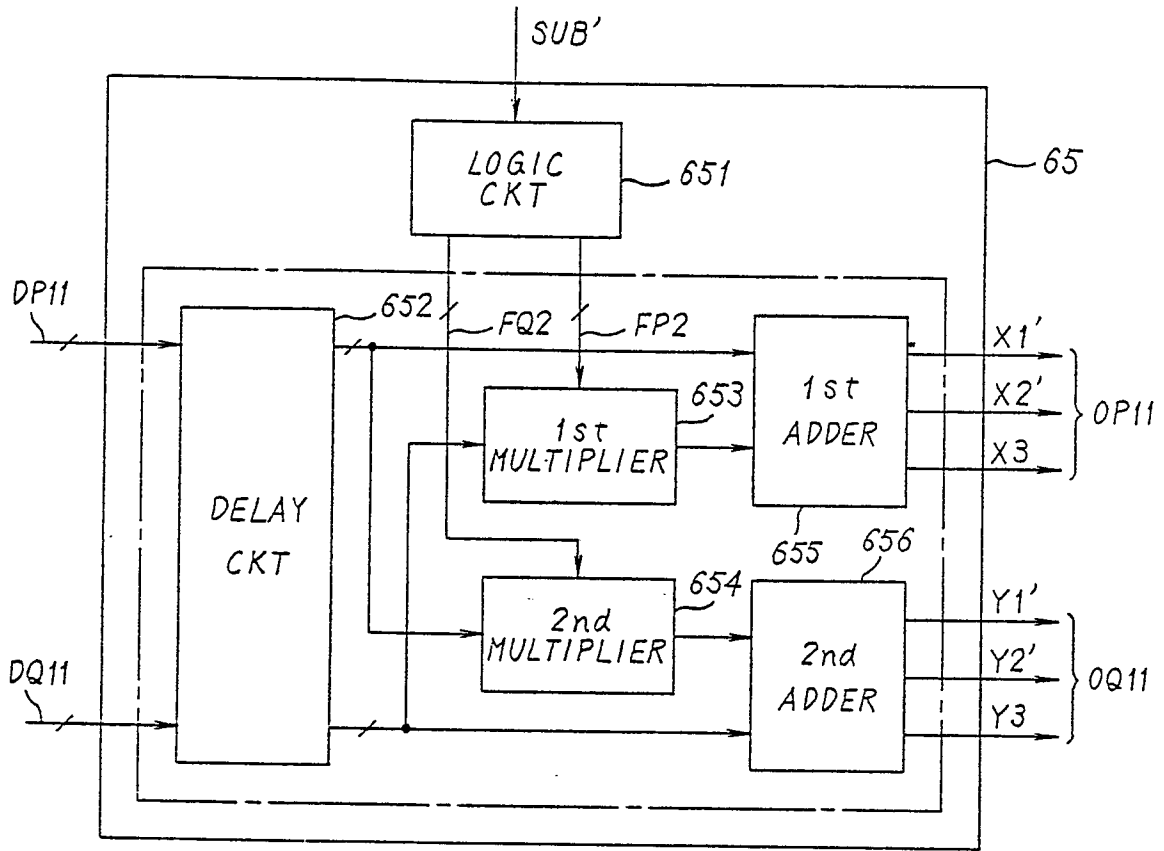 SUB'
LOGIC
CKT
651
65
DP11
652
FQ2
FP2
X1'
X2'
X3
OP11
653
1st
MULTIPLIER
1st
ADDER
655
DELAY
CKT
656
654
2nd
MULTIPLIER
2nd
ADDER
Y1'
Y2'
Y3
OQ11
DQ11